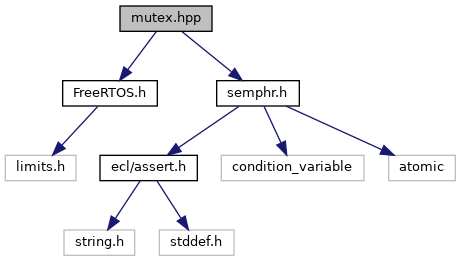 mutex.hpp
FreeRTOS.h
semphr.h
limits.h
ecl/assert.h
condition_variable
atomic
string.h
stddef.h